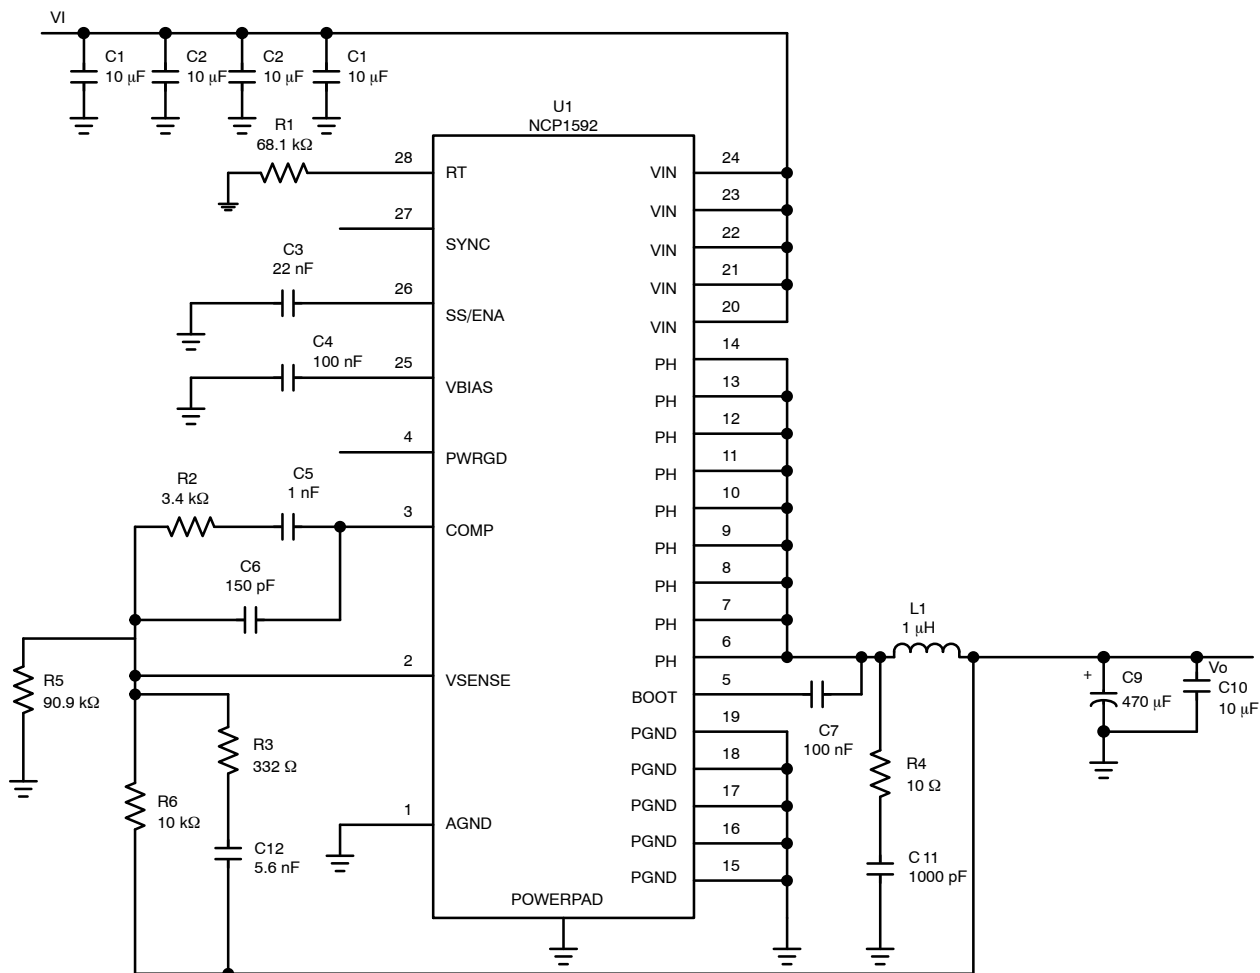 VI
C1
10 µF
C2
10 µF
C2
10 µF
C1
10 µF
U1
NCP1592
R1
68.1 kΩ
28
RT
27
SYNC
C3
22 nF
26
SS/ENA
C4
100 nF
25
VBIAS
4
PWRGD
R2
3.4 kΩ
C5
1 nF
3
COMP
C6
150 pF
2
VSENSE
R5
90.9 kΩ
R3
332 Ω
R6
10 kΩ
C12
5.6 nF
1
AGND
POWERPAD
VIN
24
VIN
23
VIN
22
VIN
21
VIN
20
PH
14
PH
13
PH
12
PH
11
PH
10
PH
9
PH
8
PH
7
PH
6
BOOT
5
PGND
19
PGND
18
PGND
17
PGND
16
PGND
15
C7
100 nF
L1
1 µH
R4
10 Ω
C 11
1000 pF
+
C9
470 µF
Vo
C10
10 µF